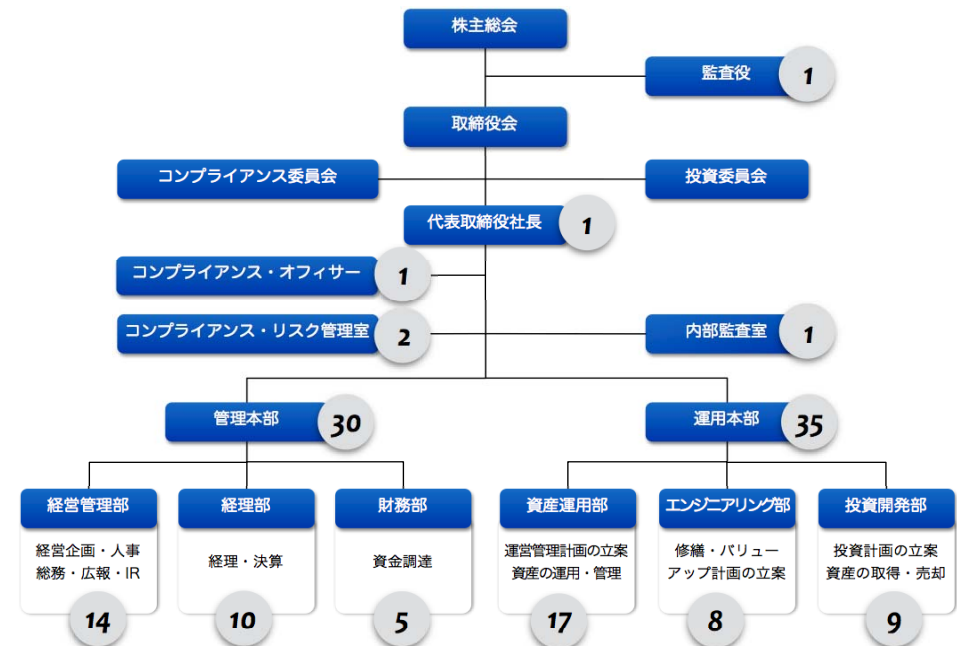 株主総会
監査役
1
取締役会
コンプライアンス委員会
投資委員会
代表取締役社長
1
コンプライアンス・オフィサー
1
コンプライアンス・リスク管理室
2
内部監査室
1
管理本部
30
運用本部
35
経営管理部
経営企画・人事
総務・広報・IR
14
経理部
経理・決算
10
財務部
資金調達
5
資産運用部
運営管理計画の立案
資産の運用・管理
17
エンジニアリング部
修繕・バリュー
アップ計画の立案
8
投資開発部
投資計画の立案
資産の取得・売却
9